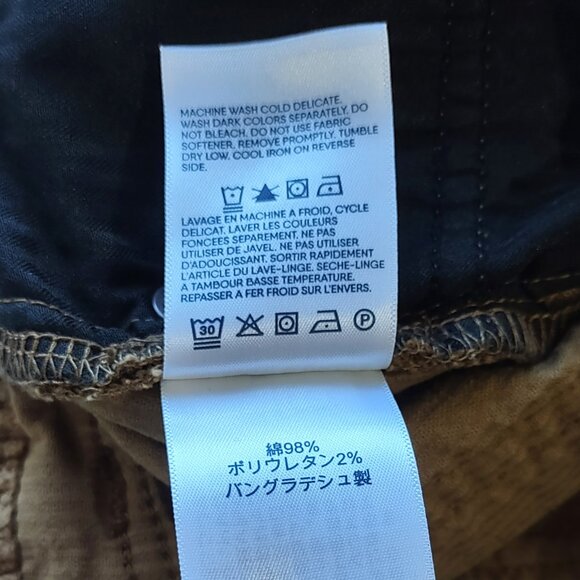 MACHINE WASH COLD DELICATE.
WASH DARK COLORS SEPARATELY. DO
NOT BLEACH. DO NOT USE FABRIC
SOFTENER. REMOVE PROMPTLY. TUMBLE
DRY LOW. COOL IRON ON REVERSE
SIDE.
LAVAGE EN MACHINE A FROID, CYCLE
DELICAT. LAVER LES COULEURS
FONCEES SEPAREMENT. NE PAS
UTILISER DE JAVEL. NE PAS UTILISER
D'ADOUCISSANT. SORTIR RAPIDEMENT
L'ARTICLE DU LAVE-LINGE. SECHE-LINGE
A TAMBOUR BASSE TEMPERATURE.
REPASSER A FER FROID SUR L'ENVERS.
30 P
綿98%
ポリウレタン2%
バングラデシュ製